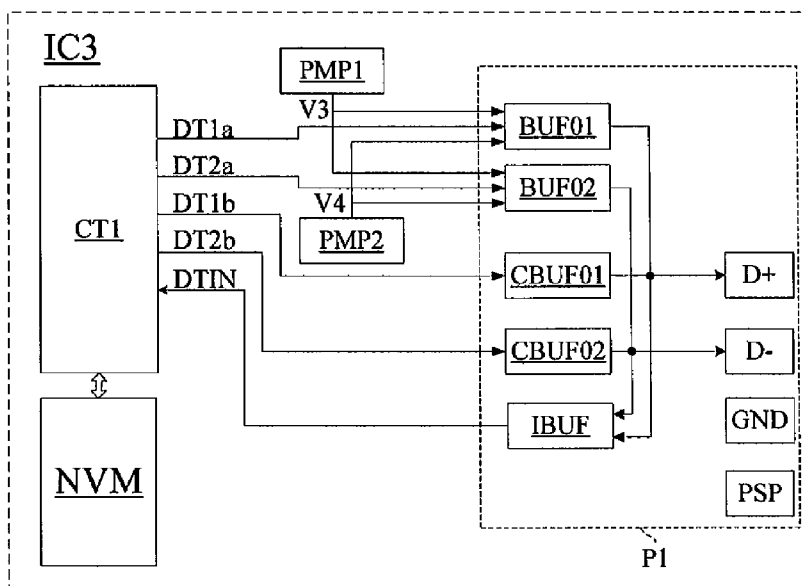 IC3
PMP1
V3
DT1a
BUF01
DT2a
BUF02
DT1b
V4
CT1
PMP2
DT2b
CBUF01
D+
DTIN
CBUF02
D-
IBUF
GND
NVM
PSP
P1